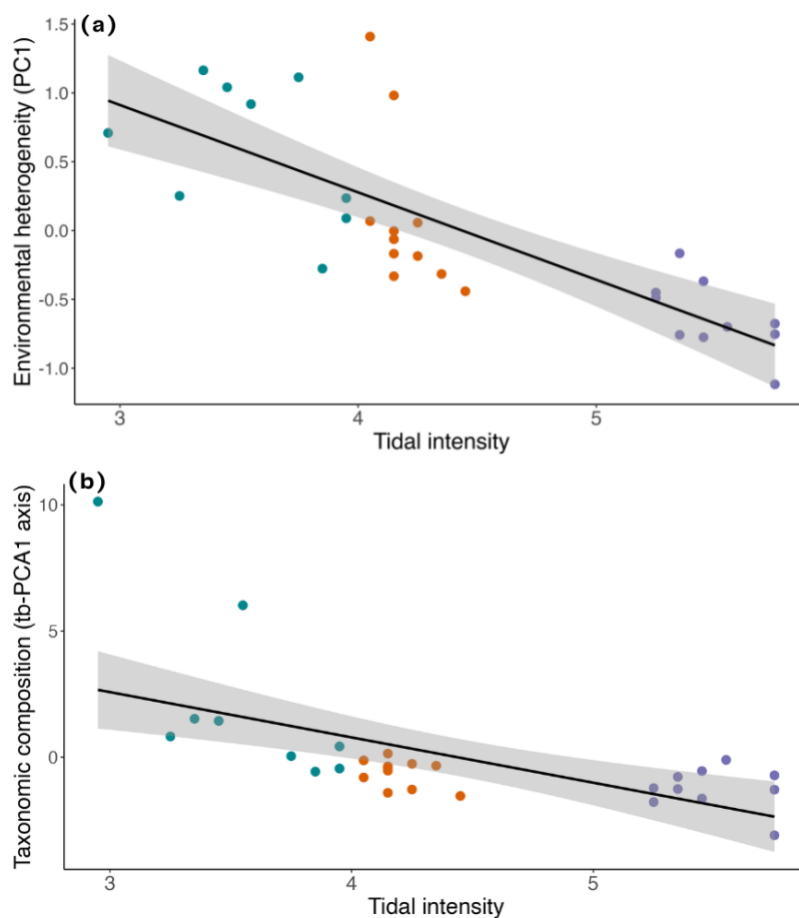 (a)
Environmental heterogeneity (PC1)
1.5
1.0
0.5
0.0
-0.5
-1.0
3 4 5
Tidal intensity
(b)
Taxonomic composition (tb-PCA1 axis)
10
5
0
3 4 5
Tidal intensity